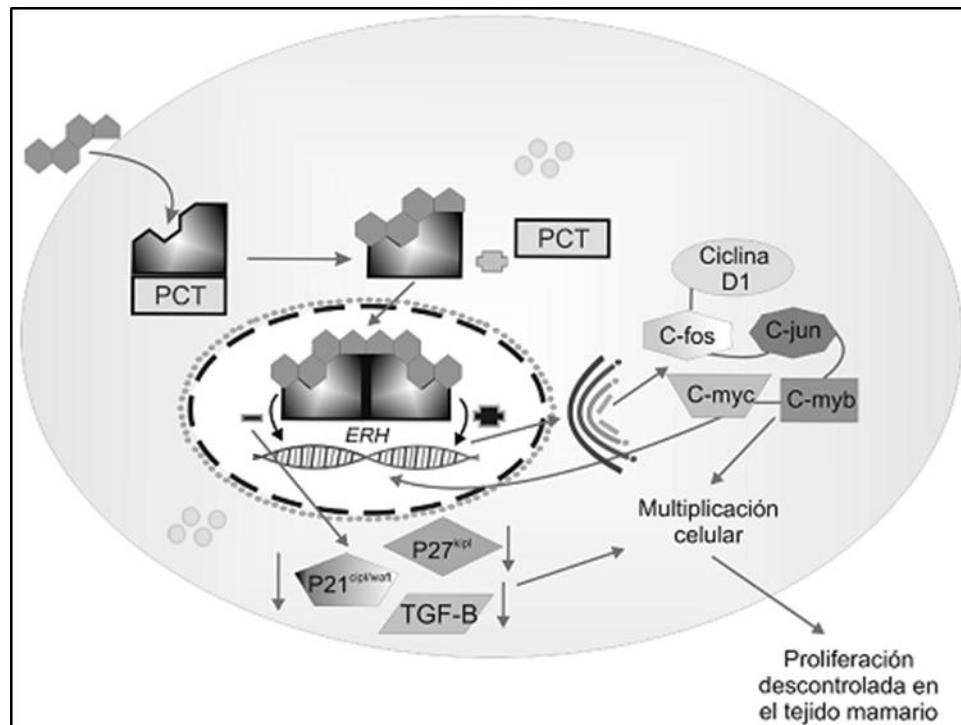 PCT
PCT
Ciclina
D1
C-fos
C-jun
C-myc
C-myb
ERH
Multiplicación
celular
P27kipl
P21cipl/wafl
TGF-B
Proliferación
descontrolada en
el tejido mamario